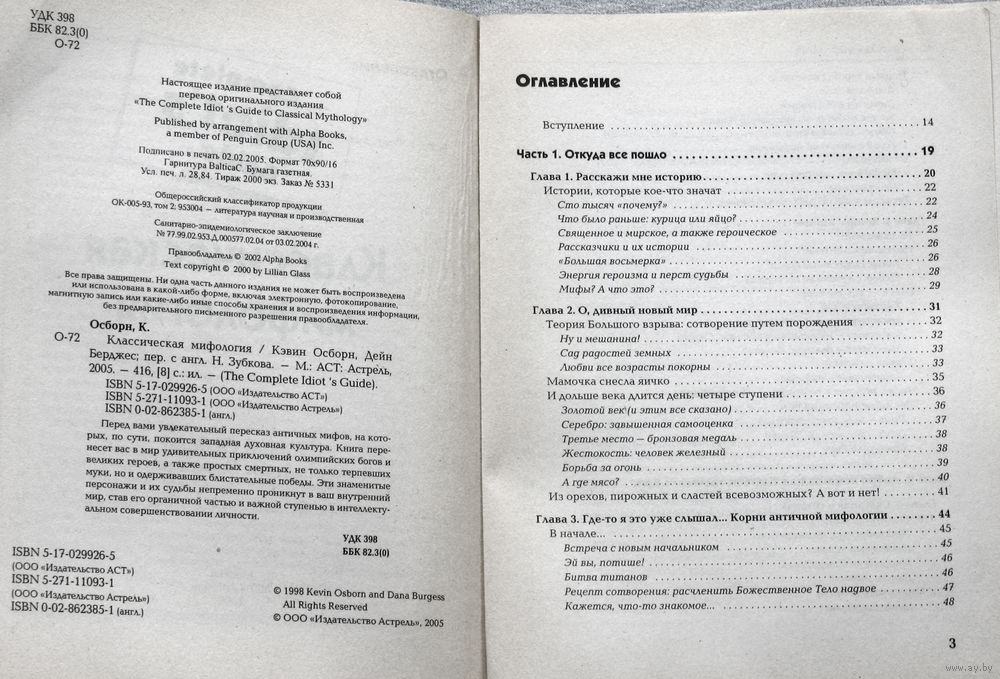 УДК 398
ББК 82.3(0)
О-72
Настоящее издание представляет собой
перевод оригинального издания
«The Complete Idiot 's Guide to Classical Mythology»
Published by arrangement with Alpha Books,
a member of Penguin Group (USA) Inc.
Подписано в печать 02.02.2005. Формат 70х90/16
Гарнитура BalticaC. Бумага газетная.
Усл. печ. л. 28,84. Тираж 2000 экз. Заказ № 5331
Общероссийский классификатор продукции
ОК-005-93, том 2; 953004 — литература научная и производственная
Санитарно-эпидемиологическое заключение
№ 77.99.02.953.Д.000577.02.04 от 03.02.2004 г.
Правообладатель © 2002 Alpha Books
Text copyright © 2000 by Lillian Glass
Все права защищены. Ни одна часть данного издания не может быть воспроизведена
или использована в какой-либо форме, включая электронную, фотокопирование,
магнитную запись или какие-либо иные способы хранения и воспроизведения информации,
без предварительного письменного разрешения правообладателя.
Осборн, К.
О-72 Классическая мифология / Кэвин Осборн, Дейн
Берджес; пер. с англ. Н. Зубкова. — М.: АСТ: Астрель,
2005. — 416, [8] с.: ил. — (The Complete Idiot 's Guide).
ISBN 5-17-029926-5 (ООО «Издательство АСТ»)
ISBN 5-271-11093-1 (ООО «Издательство Астрель»)
ISBN 0-02-862385-1 (англ.)
Перед вами увлекательный пересказ античных мифов, на кото-
рых, по сути, покоится западная духовная культура. Книга пере-
несет вас в мир удивительных приключений олимпийских богов и
великих героев, а также простых смертных, не только терпевших
муки, но и одерживавших блистательные победы. Эти знаменитые
персонажи и их судьбы непременно проникнут в ваш внутренний
мир, став его органичной частью и важной ступенью в интеллекту-
альном совершенствовании личности.
УДК 398
ББК 82.3(0)
ISBN 5-17-029926-5
(ООО «Издательство АСТ»)
ISBN 5-271-11093-1
(ООО «Издательство Астрель»)
ISBN 0-02-862385-1 (англ.)
© 1998 Kevin Osborn and Dana Burgess
All Rights Reserved
© ООО «Издательство Астрель», 2005
Оглавление
Вступление 14
Часть 1. Откуда все пошло 19
Глава 1. Расскажи мне историю 20
Истории, которые кое-что значат 22
Сто тысяч «почему?» 22
Что было раньше: курица или яйцо? 24
Священное и мирское, а также героическое 25
Рассказчики и их истории 26
«Большая восьмерка» 26
Энергия героизма и перст судьбы 28
Мифы? А что это? 29
Глава 2. О, дивный новый мир 31
Теория Большого взрыва: сотворение путем порождения 32
Ну и мешанина! 32
Сад радостей земных 33
Любви все возрасты покорны 33
Мамочка снесла яичко 35
И дольше века длится день: четыре ступени 36
Золотой век (и этим все сказано) 36
Серебро: завышенная самооценка 37
Третье место — бронзовая медаль 38
Жестокость: человек железный 38
Борьба за огонь 39
А где мясо? 40
Из орехов, пирожных и сластей всевозможных? А вот и нет! 41
Глава 3. Где-то я это уже слышал... Корни античной мифологии 44
В начале... 45
Встреча с новым начальником 45
Эй вы, потише! 46
Битва титанов 46
Рецепт сотворения: расчленить Божественное Тело надвое 47
Кажется, что-то знакомое... 48
3
www.ay.by